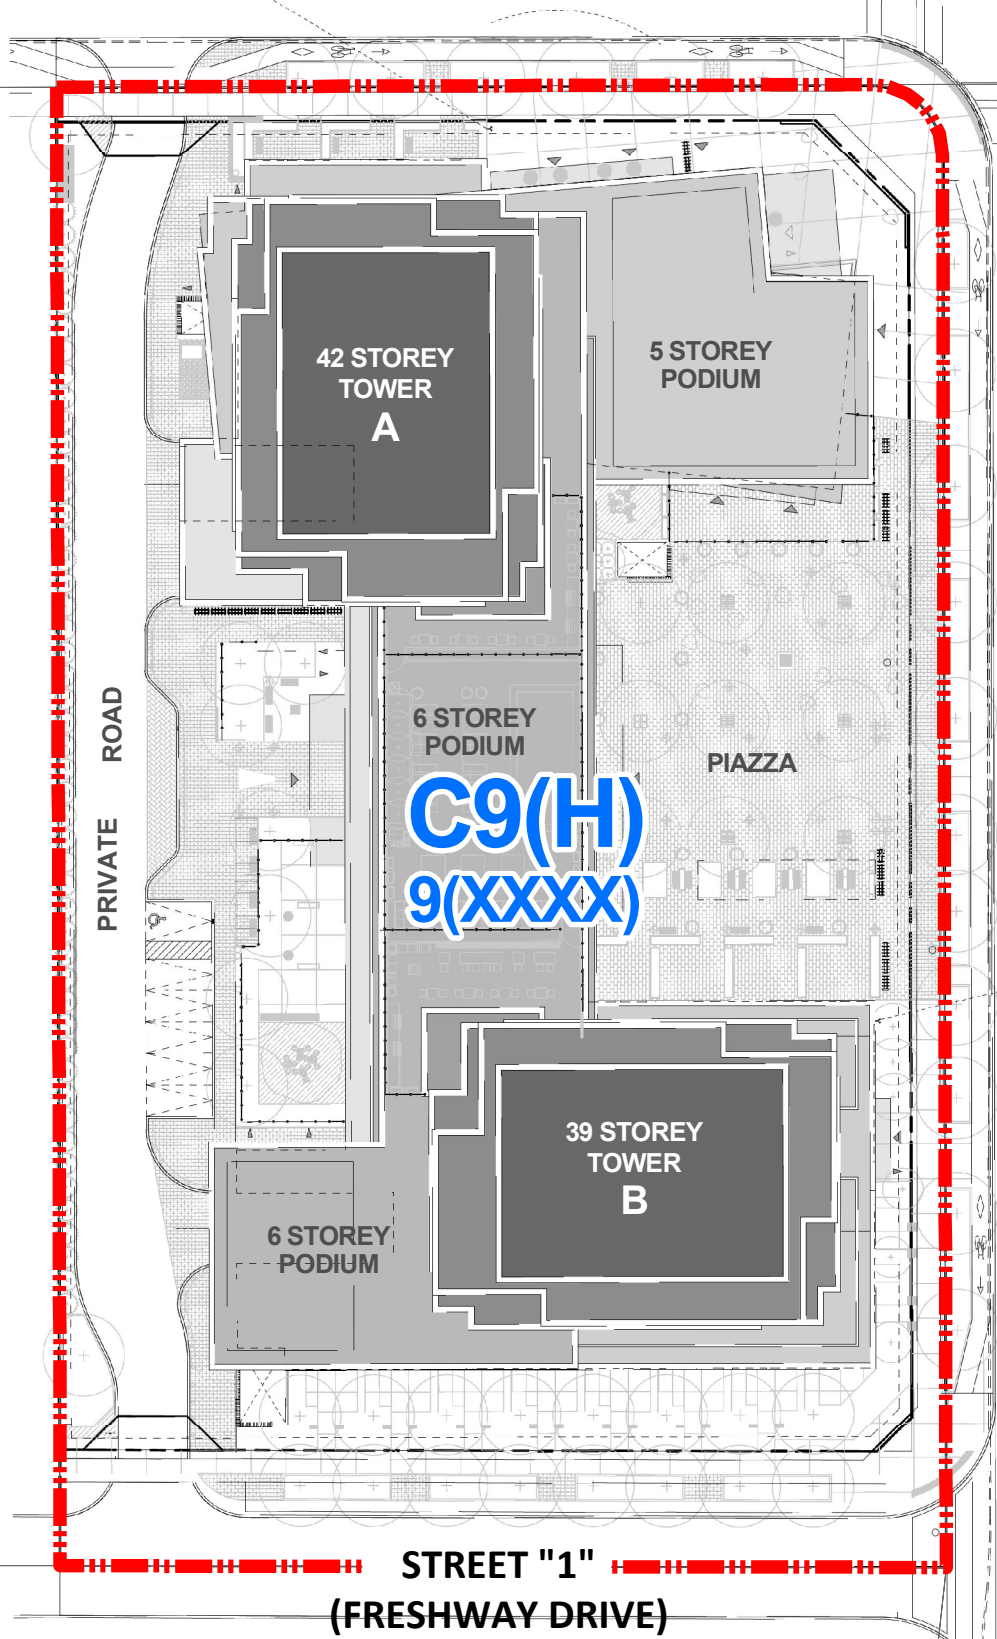 42 STOREY
TOWER
A
5 STOREY
PODIUM
6 STOREY
PODIUM
PIAZZA
C9(H)
9(XXXX)
PRIVATE ROAD
39 STOREY
TOWER
B
6 STOREY
PODIUM
STREET "1"
(FRESHWAY DRIVE)